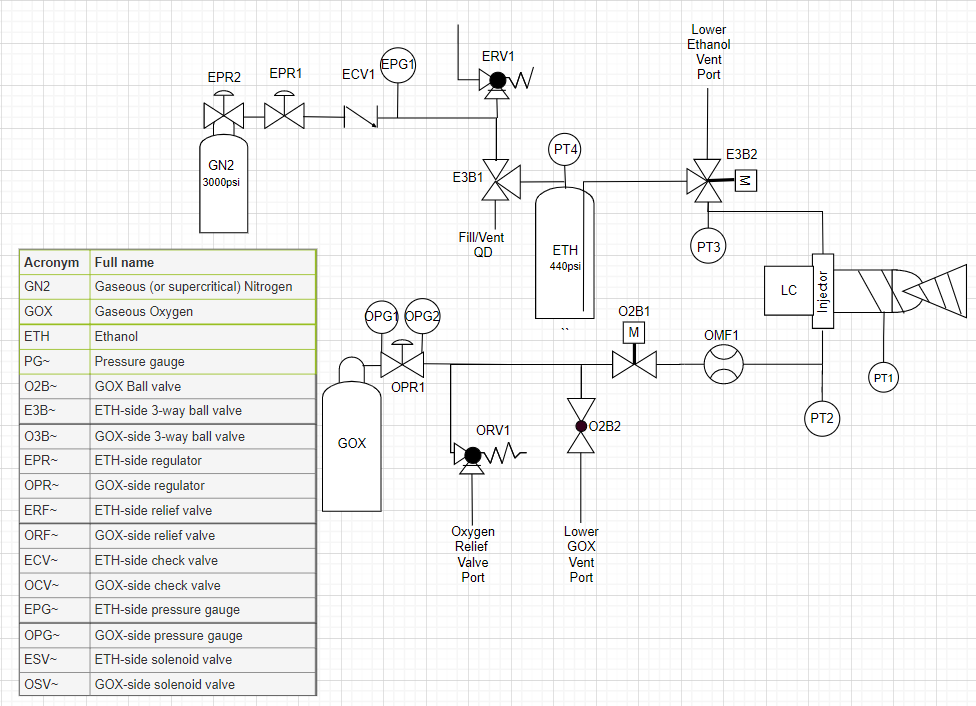 Lower
Ethanol
Vent
Port
ERV1
EPR2
EPR1
ECV1
EPG1
GN2
3000psi
PT4
E3B1
E3B2
M
Fill/Vent
QD
ETH
440psi
``
PT3
LC
Injector
PT1
PT2
OPG1
OPG2
OPR1
O2B1
M
OMF1
GOX
ORV1
O2B2
Oxygen
Relief
Valve
Port
Lower
GOX
Vent
Port
Acronym Full name
GN2 Gaseous (or supercritical) Nitrogen
GOX Gaseous Oxygen
ETH Ethanol
PG~ Pressure gauge
O2B~ GOX Ball valve
E3B~ ETH-side 3-way ball valve
O3B~ GOX-side 3-way ball valve
EPR~ ETH-side regulator
OPR~ GOX-side regulator
ERF~ ETH-side relief valve
ORF~ GOX-side relief valve
ECV~ ETH-side check valve
OCV~ GOX-side check valve
EPG~ ETH-side pressure gauge
OPG~ GOX-side pressure gauge
ESV~ ETH-side solenoid valve
OSV~ GOX-side solenoid valve